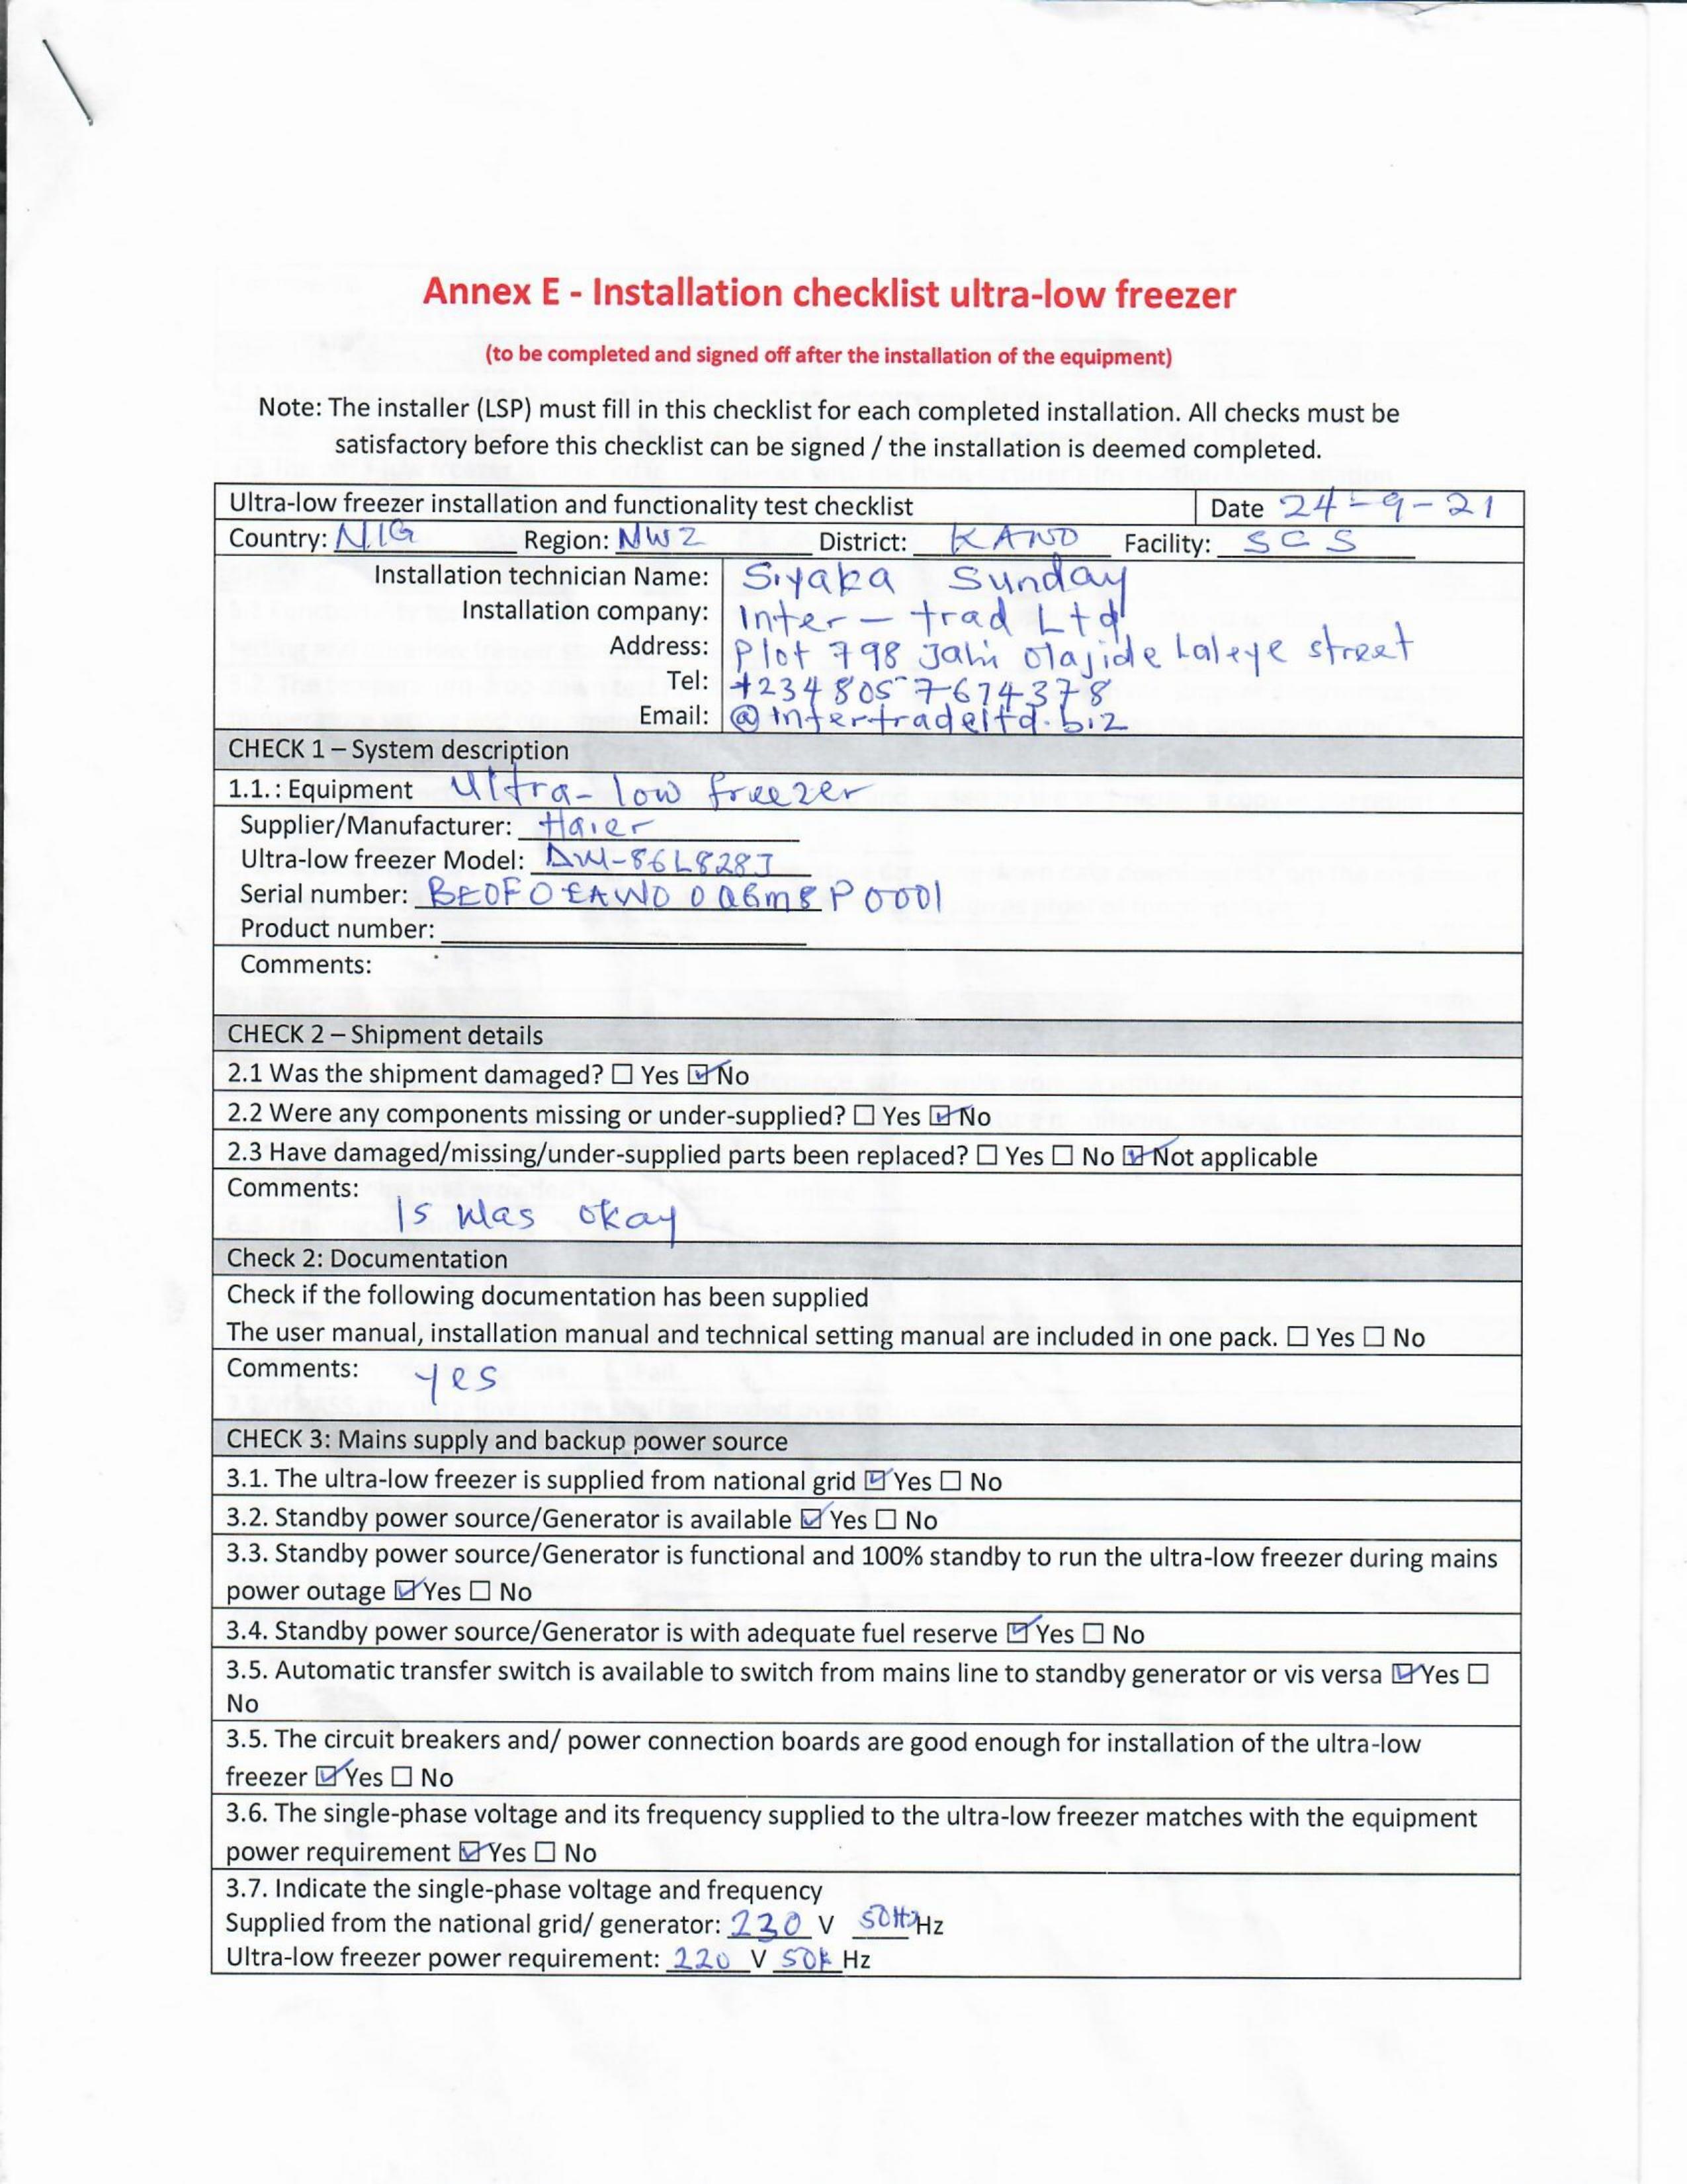 Annex E - Installation checklist ultra-low freezer
(to be completed and signed off after the installation of the equipment)
Note: The installer (LSP) must fill in this checklist for each completed installation. All checks must be
satisfactory before this checklist can be signed / the installation is deemed completed.
Ultra-low freezer installation and functionality test checklist Date 24-9-21
Country: NIG Region: NWZ District: KANO Facility: SCS
Installation technician Name: Siyaka Sunday
Installation company: Inter - trad Ltd
Address: Plot 798 Jahi Olajide Laleye street
Tel: +234 805 7674378
Email: @intertradeltd.biz
CHECK 1 – System description
1.1. : Equipment Ultra-low freezer
Supplier/Manufacturer: Haier
Ultra-low freezer Model: DW-86L828J
Serial number: BE0F0EAW00QGM8P0001
Product number:
Comments:
CHECK 2 – Shipment details
2.1 Was the shipment damaged? ☐ Yes ☑ No
2.2 Were any components missing or under-supplied? ☐ Yes ☑ No
2.3 Have damaged/missing/under-supplied parts been replaced? ☐ Yes ☐ No ☑ Not applicable
Comments:
Is was okay
Check 2: Documentation
Check if the following documentation has been supplied
The user manual, installation manual and technical setting manual are included in one pack. ☐ Yes ☐ No
Comments: yes
CHECK 3: Mains supply and backup power source
3.1. The ultra-low freezer is supplied from national grid ☑ Yes ☐ No
3.2. Standby power source/Generator is available ☑ Yes ☐ No
3.3. Standby power source/Generator is functional and 100% standby to run the ultra-low freezer during mains
power outage ☑ Yes ☐ No
3.4. Standby power source/Generator is with adequate fuel reserve ☑ Yes ☐ No
3.5. Automatic transfer switch is available to switch from mains line to standby generator or vis versa ☑ Yes ☐
No
3.5. The circuit breakers and/ power connection boards are good enough for installation of the ultra-low
freezer ☑ Yes ☐ No
3.6. The single-phase voltage and its frequency supplied to the ultra-low freezer matches with the equipment
power requirement ☑ Yes ☐ No
3.7. Indicate the single-phase voltage and frequency
Supplied from the national grid/ generator: 230 V 50Hz Hz
Ultra-low freezer power requirement: 220 V Hz